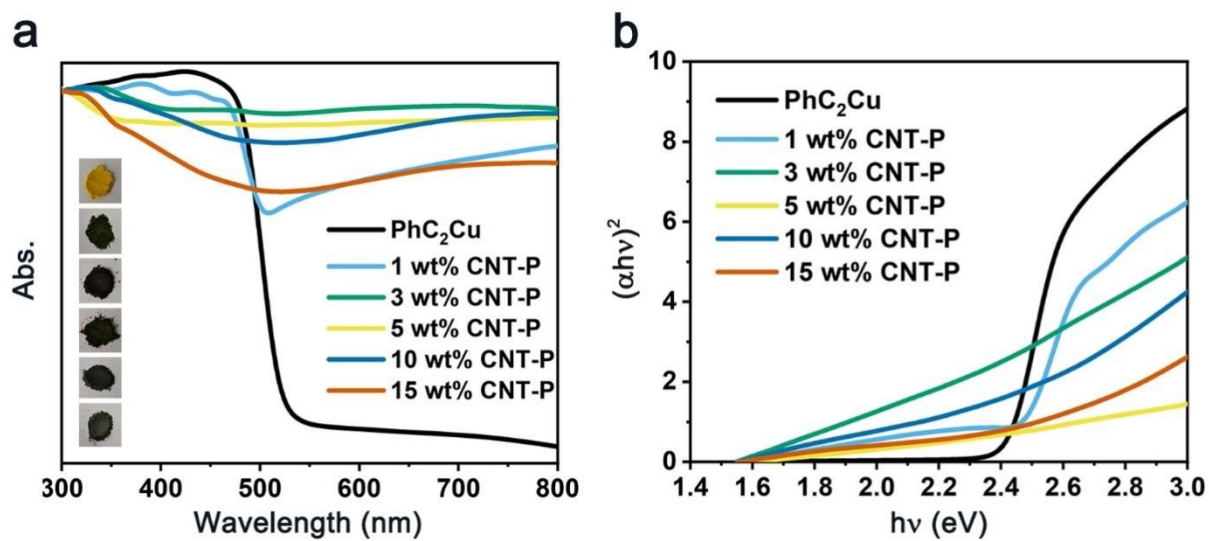 a
Abs.
PhC₂Cu
1 wt% CNT-P
3 wt% CNT-P
5 wt% CNT-P
10 wt% CNT-P
15 wt% CNT-P
300 400 500 600 700 800
Wavelength (nm)
b
(αhν)²
10
8
6
4
2
0
PhC₂Cu
1 wt% CNT-P
3 wt% CNT-P
5 wt% CNT-P
10 wt% CNT-P
15 wt% CNT-P
1.4 1.6 1.8 2.0 2.2 2.4 2.6 2.8 3.0
hν (eV)